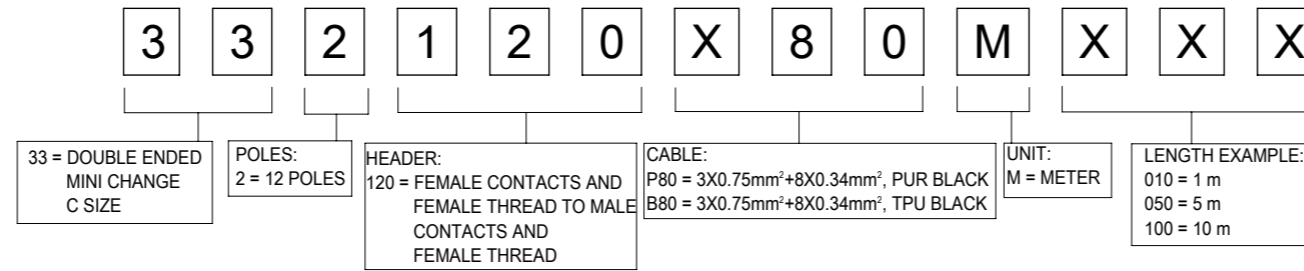 3 3 2 1 2 0 X 8 0 M X X X
33 = DOUBLE ENDED
MINI CHANGE
C SIZE
POLES:
2 = 12 POLES
HEADER:
120 = FEMALE CONTACTS AND
FEMALE THREAD TO MALE
CONTACTS AND
FEMALE THREAD
CABLE:
P80 = 3X0.75mm²+8X0.34mm², PUR BLACK
B80 = 3X0.75mm²+8X0.34mm², TPU BLACK
UNIT:
M = METER
LENGTH EXAMPLE:
010 = 1 m
050 = 5 m
100 = 10 m